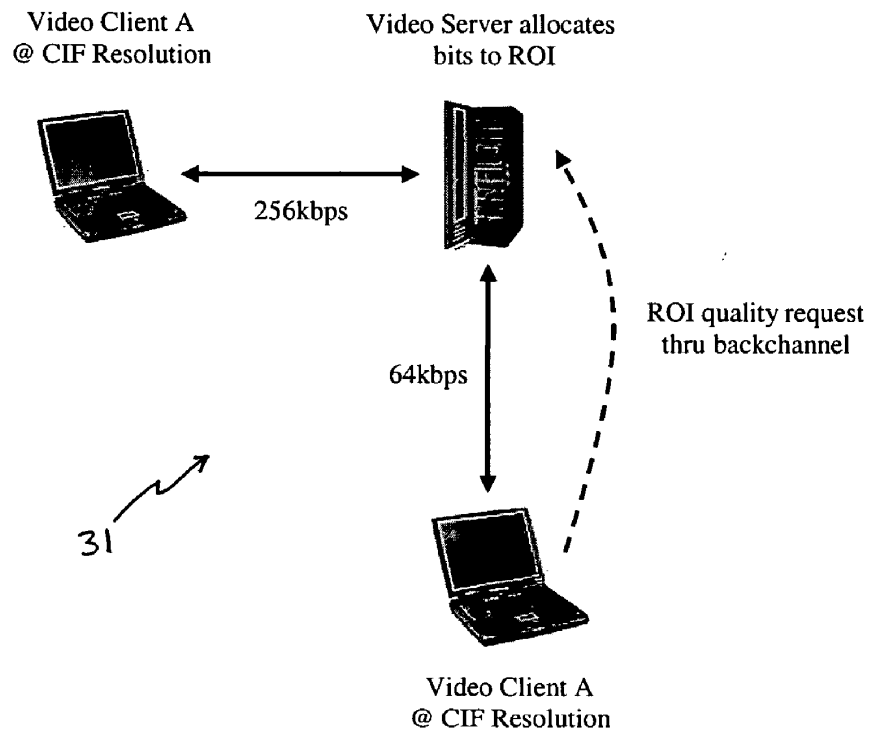 Video Client A
@ CIF Resolution
Video Server allocates
bits to ROI
256kbps
ROI quality request
thru backchannel
64kbps
31
Video Client A
@ CIF Resolution